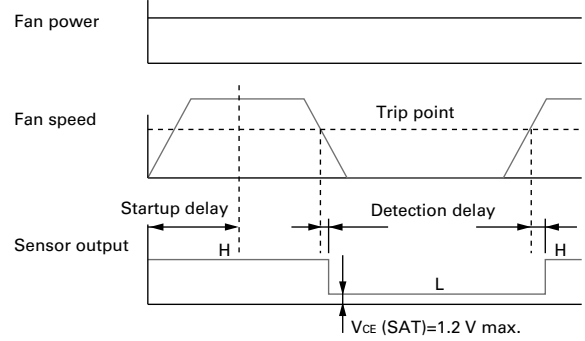 Fan power
Fan speed
Trip point
Startup delay
Detection delay
Sensor output
H
H
L
VCE (SAT)=1.2 V max.